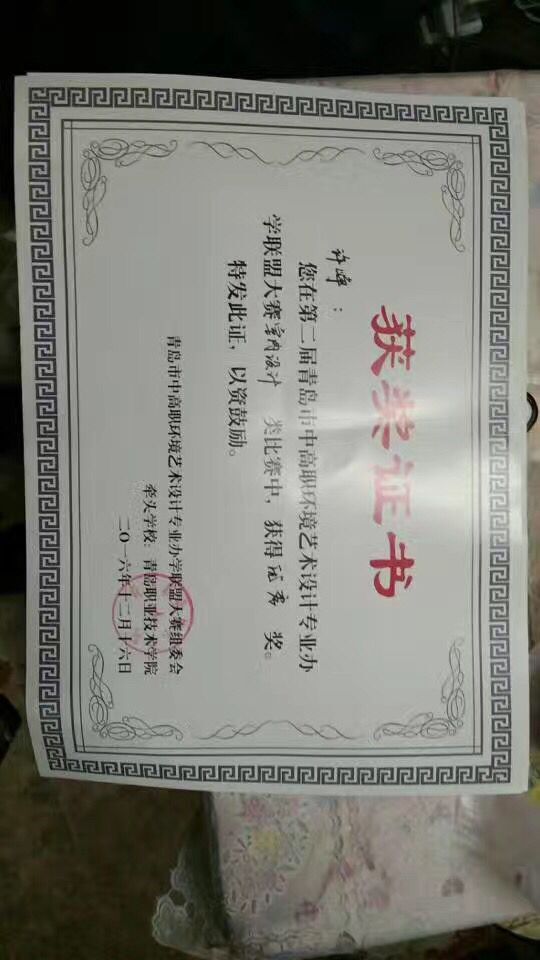 获奖证书
许峰：
您在第二届青岛市中高职环境艺术设计专业办
学联盟大赛室内设计 类比赛中，获得优秀 奖。
特发此证，以资鼓励。
青岛市中高职环境艺术设计专业办学联盟大赛组委会
牵头学校：青岛职业技术学院
二〇一六年十二月十六日